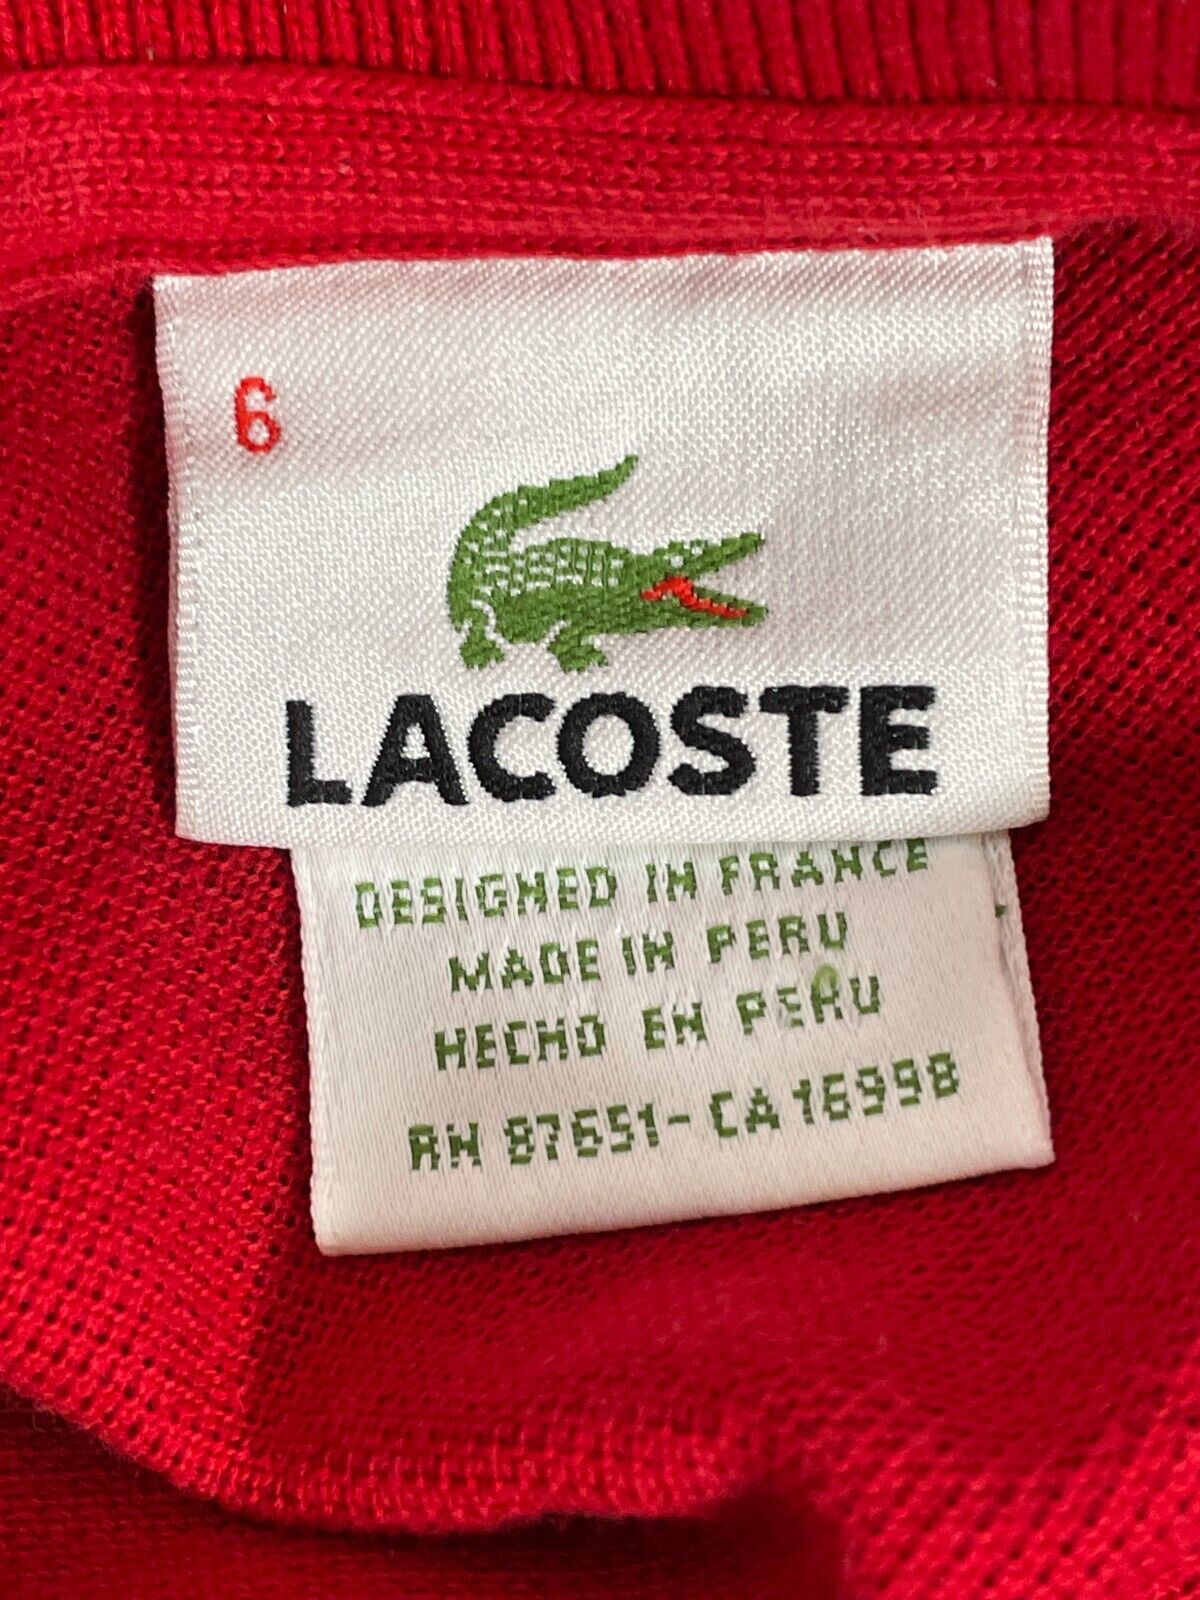 6
LACOSTE
DESIGNED IN FRANCE
MADE IN PERU
HECHO EN PERU
RN 87651-CA 16998